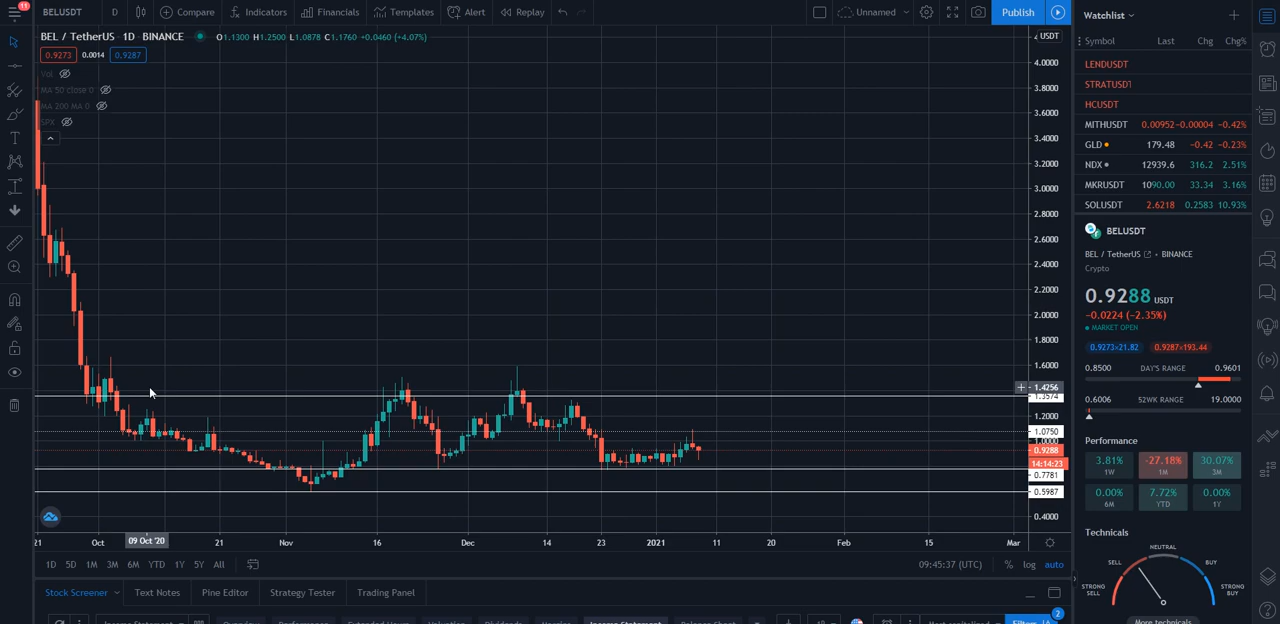 11
BELUSDT D Compare Indicators Financials Templates Alert Replay Unnamed Publish
BEL / TetherUS 1D BINANCE O1.1300 H1.2500 L1.0878 C1.1760 +0.0460 (+4.07%)
0.9273 0.0014 0.9287
Vol
MA 50 close 0
MA 200 MA 0
SPX
USDT
4.0000
3.8000
3.6000
3.4000
3.2000
3.0000
2.8000
2.6000
2.4000
2.2000
2.0000
1.8000
1.6000
1.4256
1.3574
1.2000
1.0750
1.0000
0.9288
14:14:23
0.7781
0.5987
0.4000
21 Oct 09 Oct '20 21 Nov 16 Dec 14 23 2021 11 20 Feb 15 Mar
1D 5D 1M 3M 6M YTD 1Y 5Y All 09:45:37 (UTC) % log auto
Stock Screener Text Notes Pine Editor Strategy Tester Trading Panel
2
Watchlist
Symbol Last Chg Chg%
LENDUSDT
STRATUSDT
HCUSDT
MITHUSDT 0.00952 -0.00004 -0.42%
GLD 179.48 -0.42 -0.23%
NDX 12939.6 316.2 2.51%
MKRUSDT 1090.00 33.34 3.16%
SOLUSDT 2.6218 0.2583 10.93%
BELUSDT
BEL / TetherUS • BINANCE
Crypto
0.9288 USDT
-0.0224 (-2.35%)
MARKET OPEN
0.9273×21.82 0.9287×193.44
0.8500 DAY'S RANGE 0.9601
0.6006 52WK RANGE 19.0000
Performance
3.81% -27.18% 30.07%
1W 1M 3M
0.00% 7.72% 0.00%
6M YTD 1Y
Technicals
NEUTRAL
SELL BUY
STRONG SELL STRONG BUY
More technicals